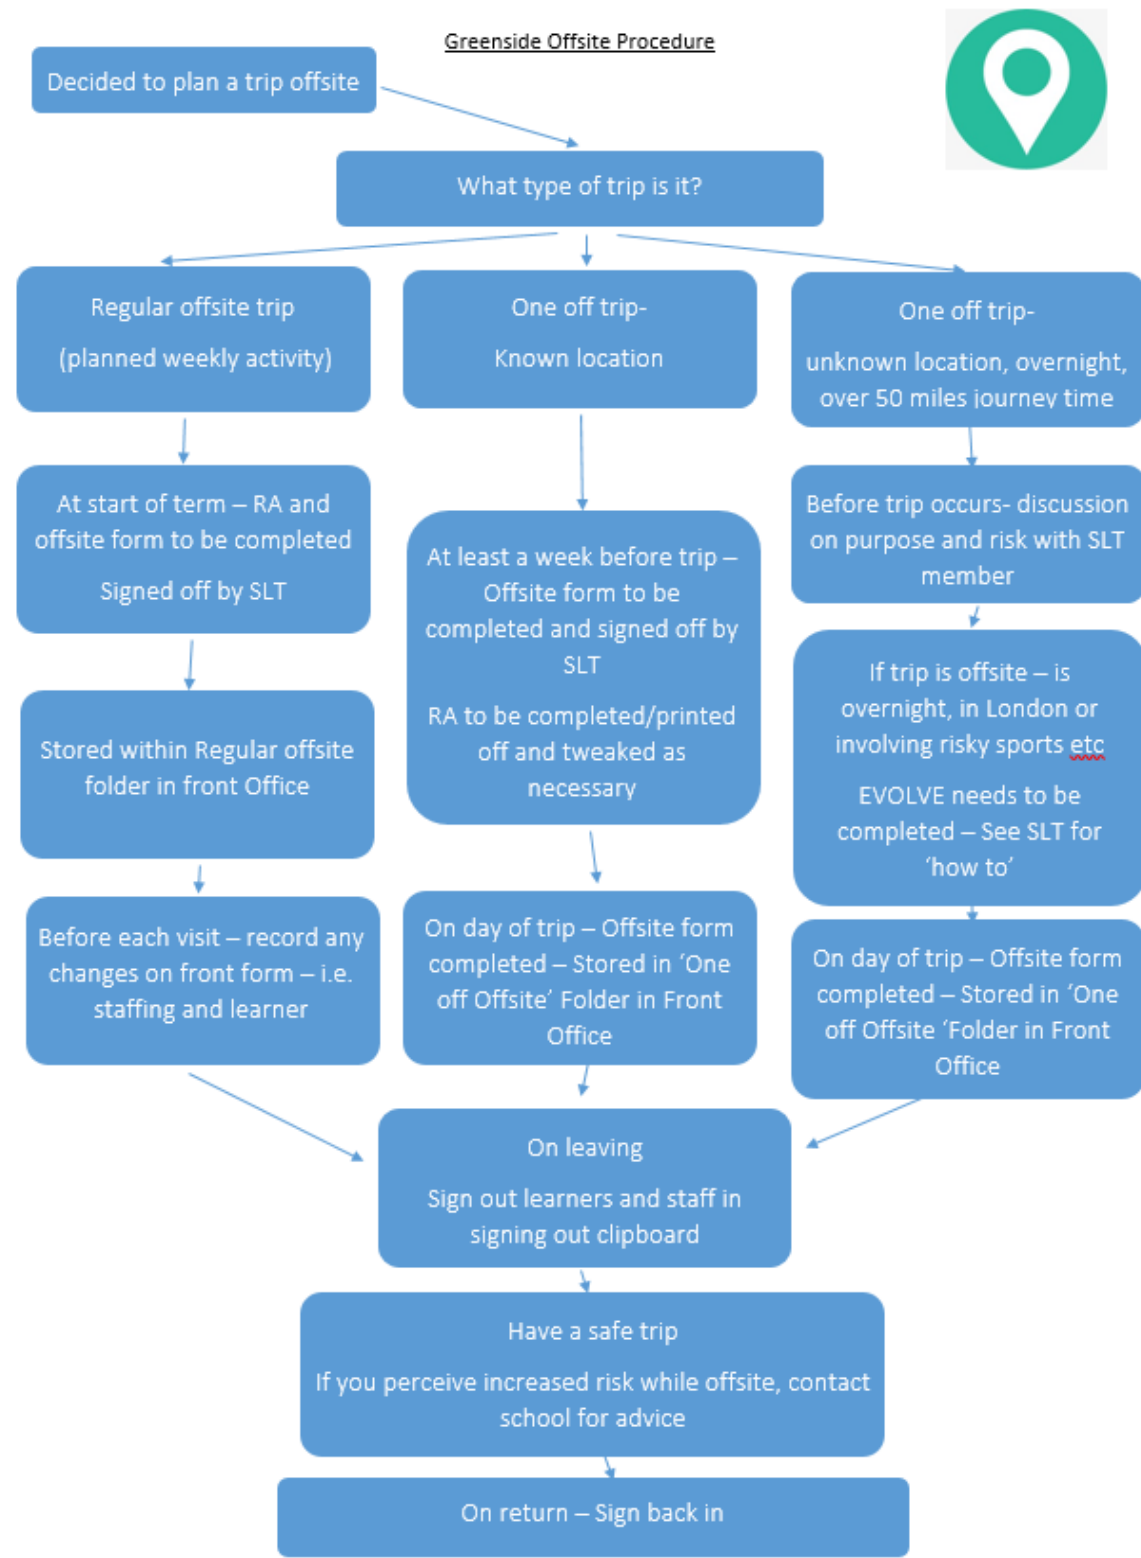 Greenside Offsite Procedure
Decided to plan a trip offsite
What type of trip is it?
Regular offsite trip
(planned weekly activity)
One off trip-
Known location
One off trip-
unknown location, overnight,
over 50 miles journey time
At start of term – RA and
offsite form to be completed
Signed off by SLT
At least a week before trip –
Offsite form to be
completed and signed off by
SLT
RA to be completed/printed
off and tweaked as
necessary
Before trip occurs- discussion
on purpose and risk with SLT
member
Stored within Regular offsite
folder in front Office
If trip is offsite – is
overnight, in London or
involving risky sports etc
EVOLVE needs to be
completed – See SLT for
‘how to’
Before each visit – record any
changes on front form – i.e.
staffing and learner
On day of trip – Offsite form
completed – Stored in ‘One
off Offsite’ Folder in Front
Office
On day of trip – Offsite form
completed – Stored in ‘One
off Offsite ‘Folder in Front
Office
On leaving
Sign out learners and staff in
signing out clipboard
Have a safe trip
If you perceive increased risk while offsite, contact
school for advice
On return – Sign back in